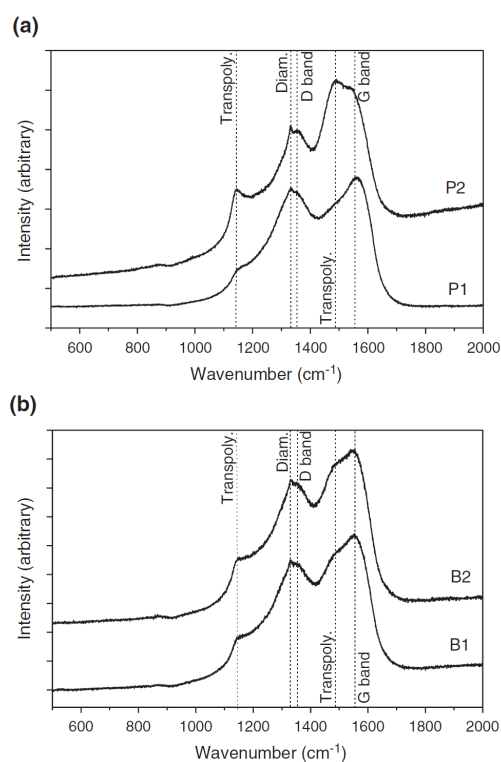 (a)
Transpoly.
Diam.
D band
G band
P2
P1
Transpoly.
Intensity (arbitrary)
600 800 1000 1200 1400 1600 1800 2000
Wavenumber (cm-1)
(b)
Transpoly.
Diam.
D band
B2
B1
Transpoly.
G band
Intensity (arbitrary)
600 800 1000 1200 1400 1600 1800 2000
Wavenumber (cm-1)